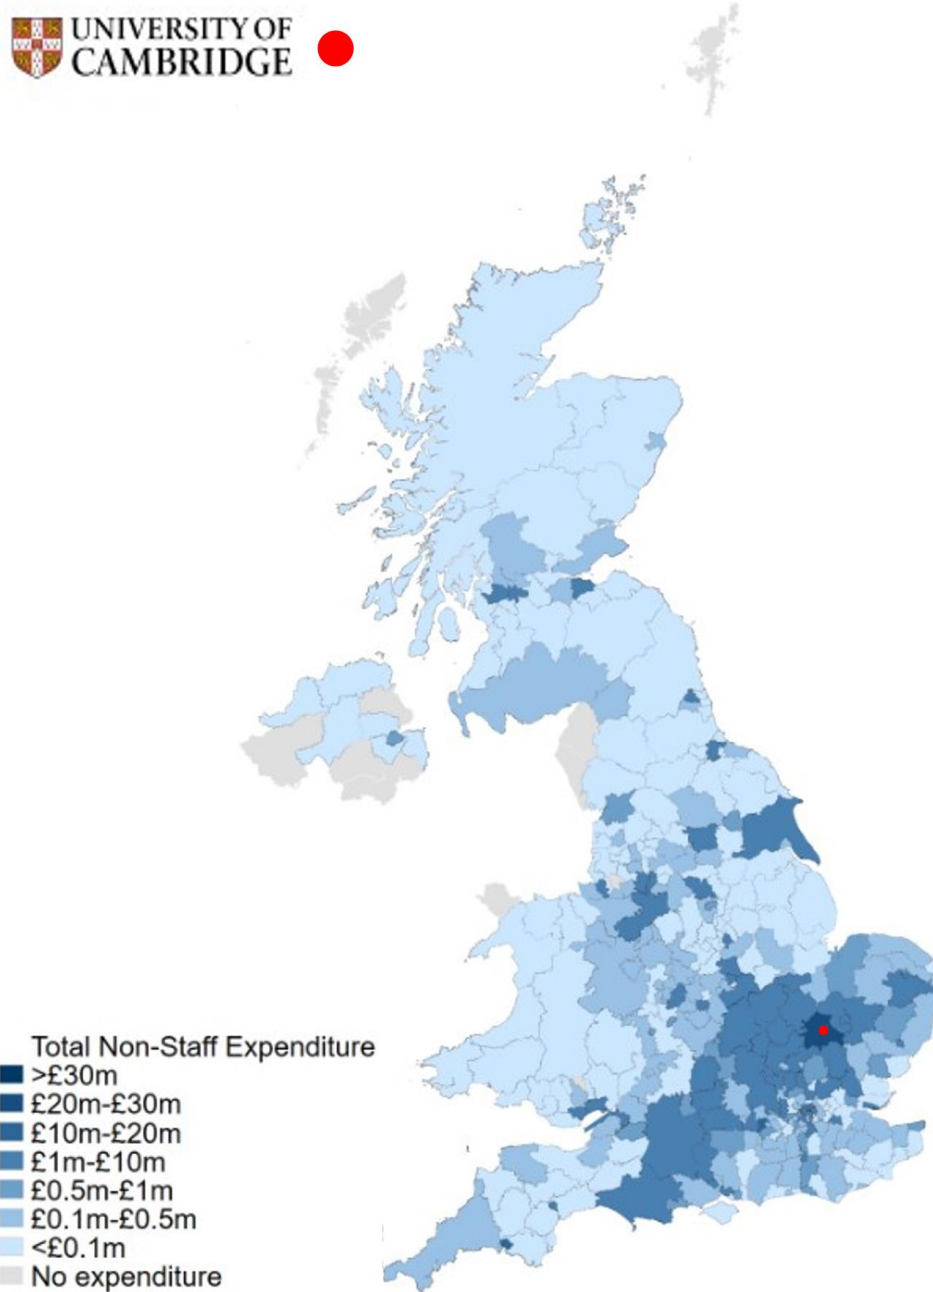 UNIVERSITY OF
CAMBRIDGE
Total Non-Staff Expenditure
>£30m
£20m-£30m
£10m-£20m
£1m-£10m
£0.5m-£1m
£0.1m-£0.5m
<£0.1m
No expenditure